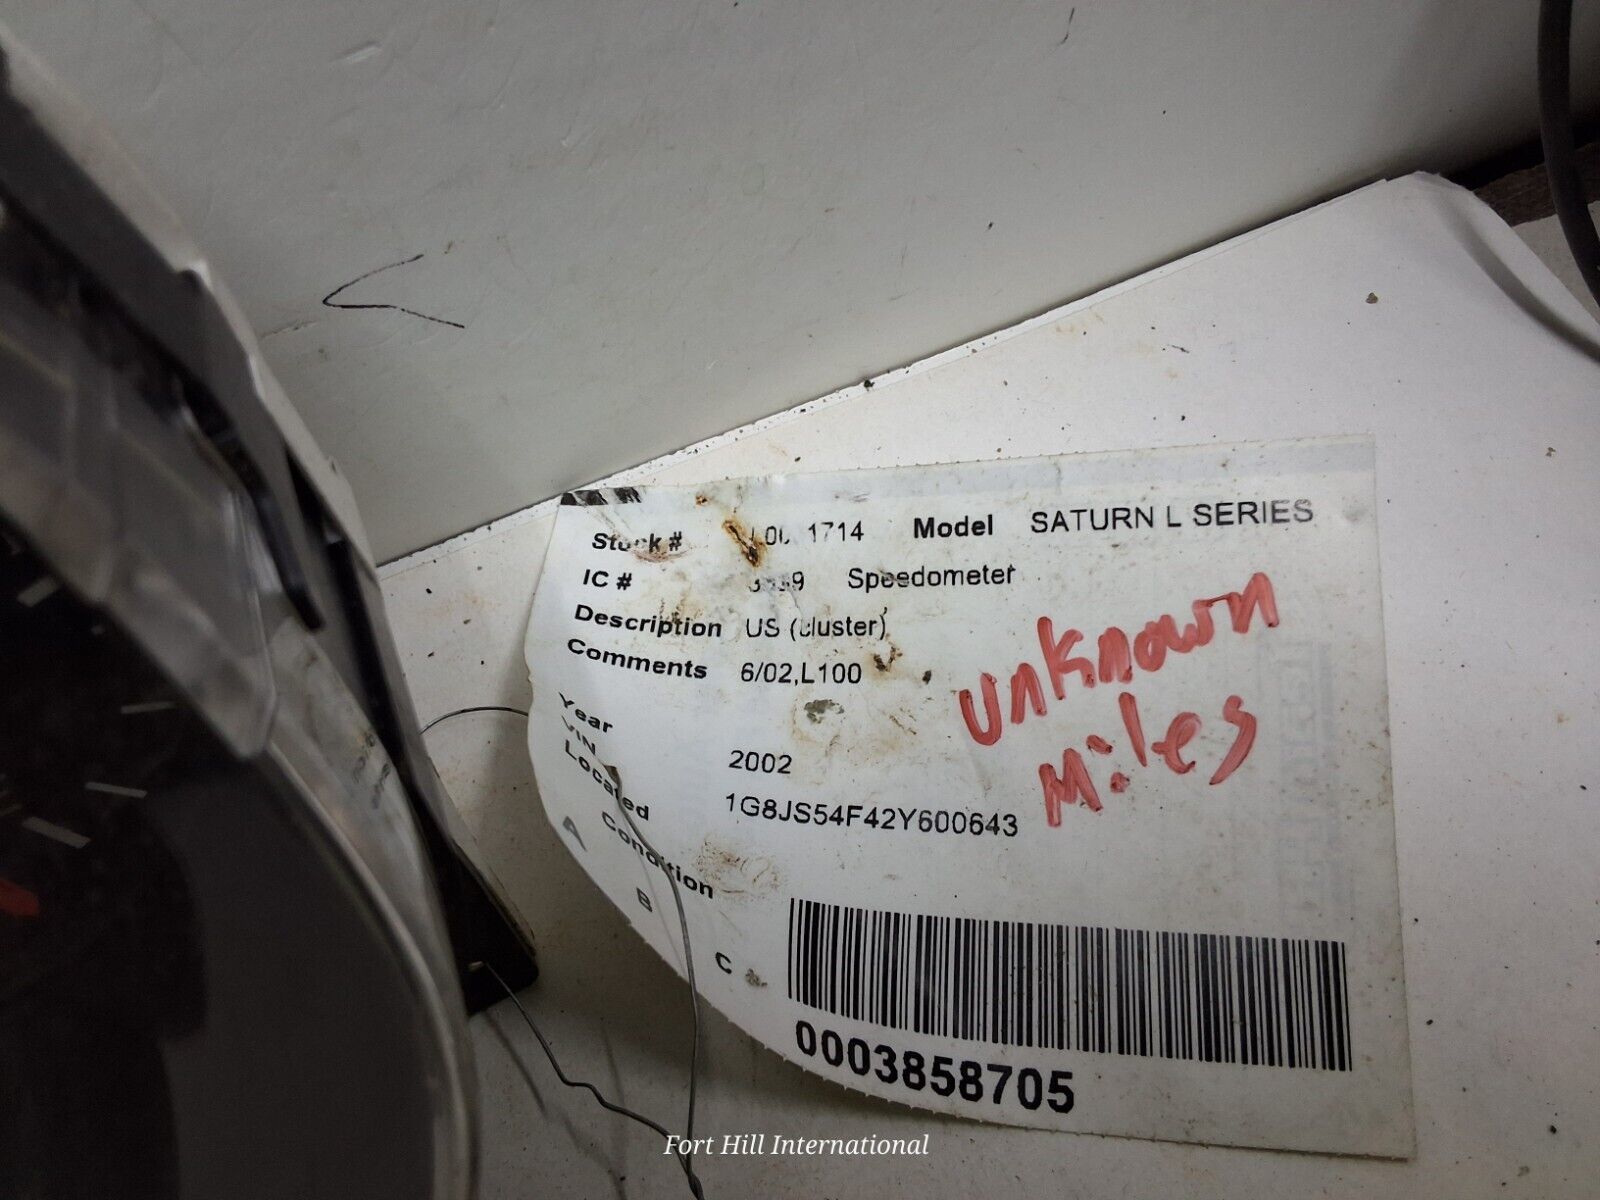 Stock # 1714 Model SATURN L SERIES
IC # Speedometer
Description US (cluster)
Comments 6/02,L100
unknown
Miles
Year 2002
VIN 1G8JS54F42Y600643
Located
Condition
A B C
0003858705
Fort Hill International